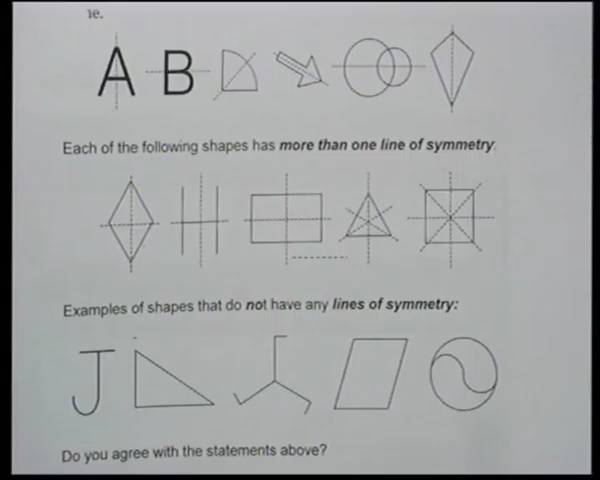 A B
Each of the following shapes has more than one line of symmetry.
Examples of shapes that do not have any lines of symmetry:
J
Do you agree with the statements above?